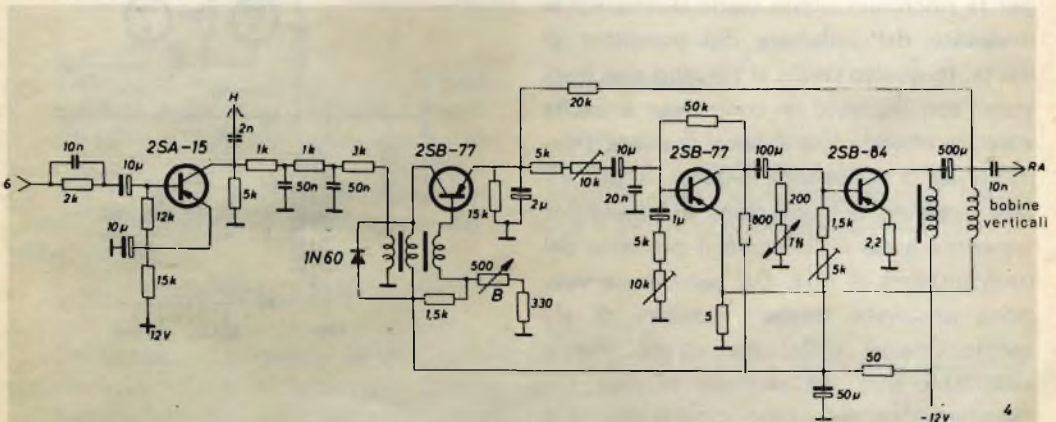 H
20k
50k
10n
2SA-15
2n
1k
1k
3k
2SB-77
5k
10µ
2SB-77
100µ
2SB-84
500µ
6
10µ
5k
50n
50n
15k
10k
2µ
20n
800
200
10n
RA
2k
12k
1µ
1,5k
bobine
verticali
10µ
1N60
500
5k
TN
2,2
15k
B
10k
5k
1,5k
330
5
50
12V
50µ
-12V
4